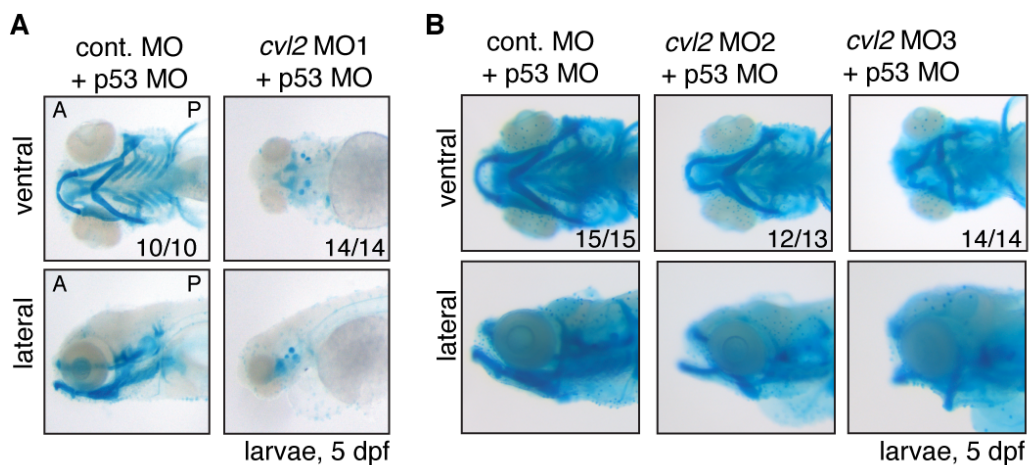 A
cont. MO
+ p53 MO
cvl2 MO1
+ p53 MO
ventral
A P
10/10
14/14
lateral
A P
larvae, 5 dpf
B
cont. MO
+ p53 MO
cvl2 MO2
+ p53 MO
cvl2 MO3
+ p53 MO
ventral
15/15
12/13
14/14
lateral
larvae, 5 dpf